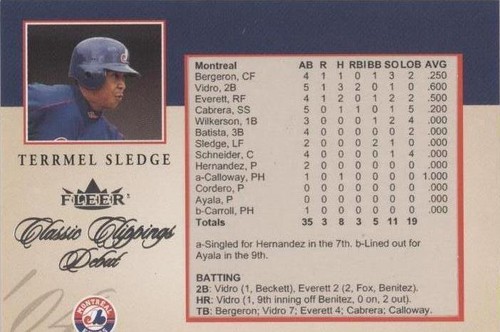 TERRMEL SLEDGE
FLEER
Classic Clippings
Debut
MONTREAL
Montreal AB R H RBI BB SO LOB AVG
Bergeron, CF 4 1 1 0 1 3 2 .250
Vidro, 2B 5 1 3 2 0 1 0 .600
Everett, RF 4 1 2 0 1 2 2 .500
Cabrera, SS 5 0 1 1 0 1 5 .200
Wilkerson, 1B 3 0 0 0 1 2 4 .000
Batista, 3B 4 0 0 0 0 0 2 .000
Sledge, LF 2 0 0 0 2 1 0 .000
Schneider, C 4 0 0 0 0 1 4 .000
Hernandez, P 2 0 0 0 0 0 0 .000
a-Calloway, PH 1 0 1 0 0 0 0 1.000
Cordero, P 0 0 0 0 0 0 0 .000
Ayala, P 0 0 0 0 0 0 0 .000
b-Carroll, PH 1 0 0 0 0 0 0 .000
Totals 35 3 8 3 5 11 19
a-Singled for Hernandez in the 7th. b-Lined out for
Ayala in the 9th.
BATTING
2B: Vidro (1, Beckett), Everett 2 (2, Fox, Benitez).
HR: Vidro (1, 9th inning off Benitez, 0 on, 2 out).
TB: Bergeron; Vidro 7; Everett 4; Cabrera; Calloway.